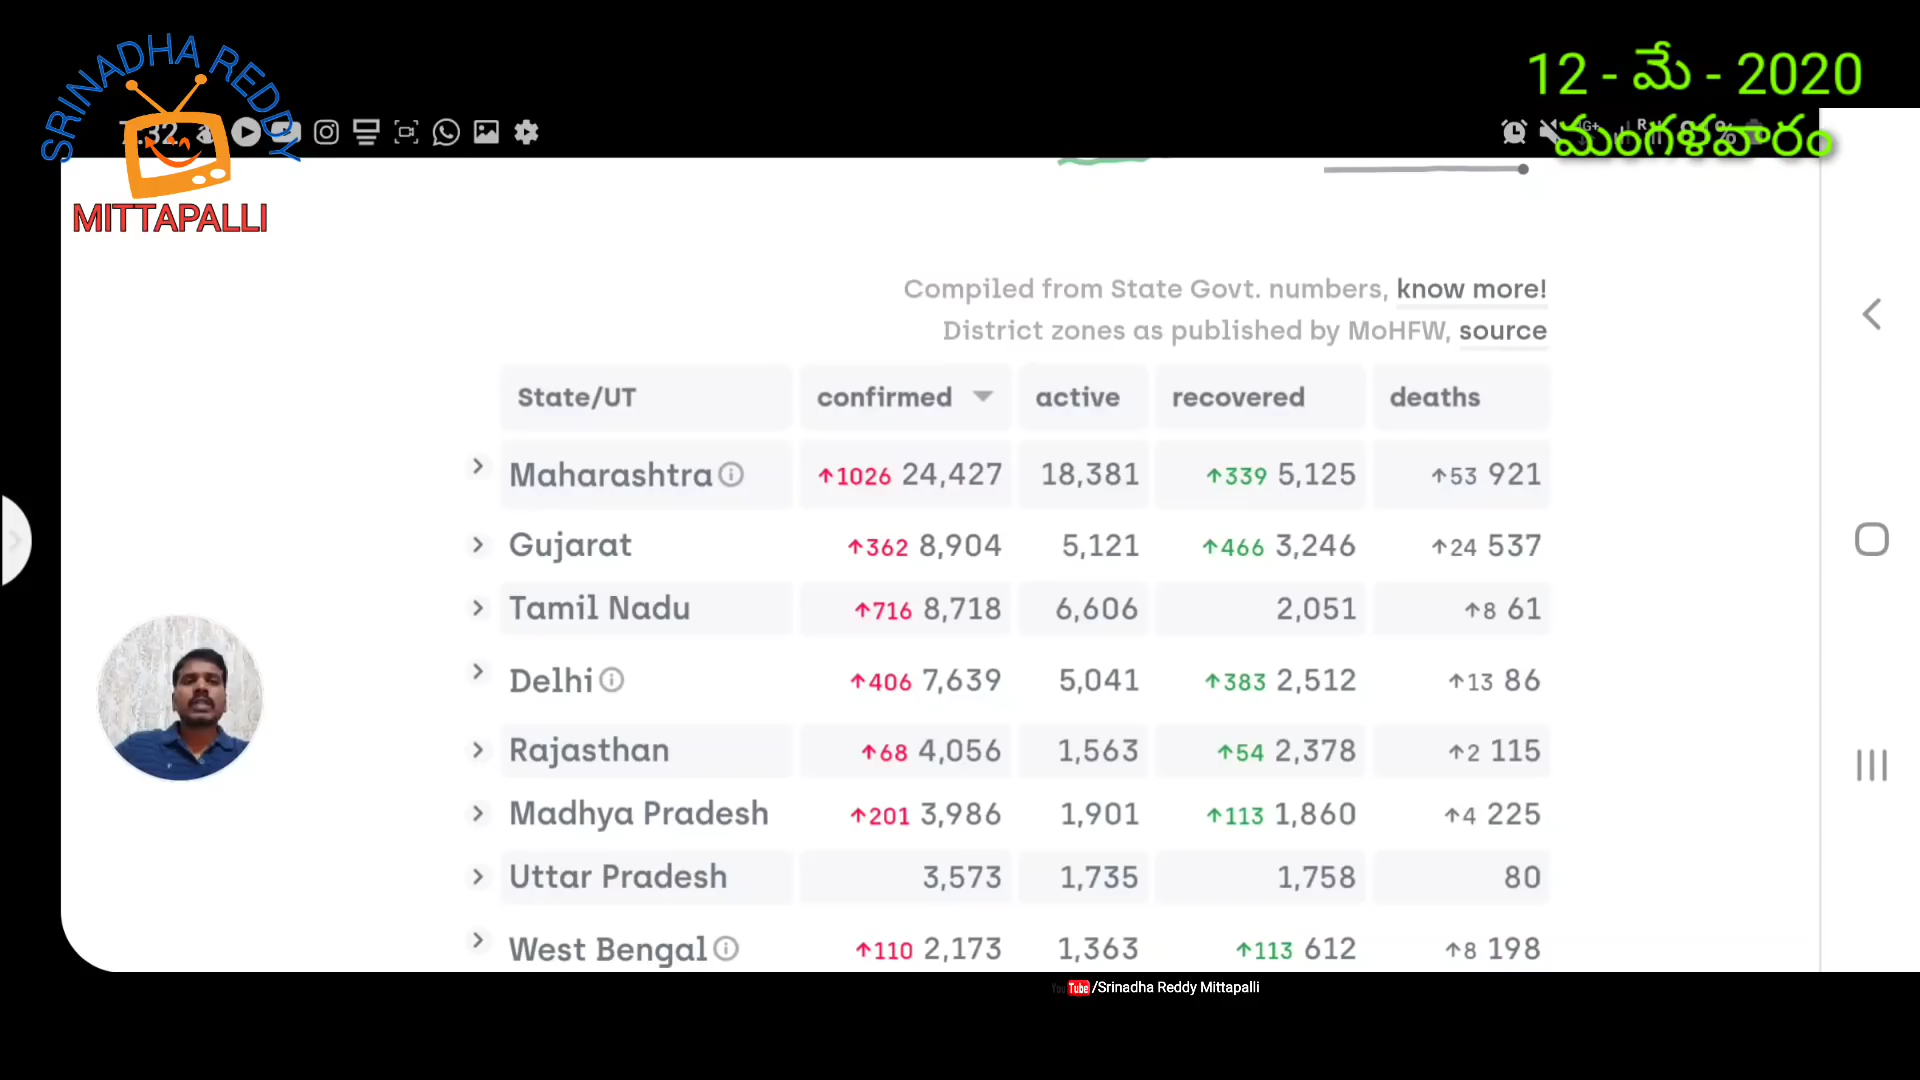 SRINADHA REDDY
MITTAPALLI
12 - మే - 2020
మంగళవారం
Compiled from State Govt. numbers, know more!
District zones as published by MoHFW, source
State/UT confirmed active recovered deaths
Maharashtra ↑1026 24,427 18,381 ↑339 5,125 ↑53 921
Gujarat ↑362 8,904 5,121 ↑466 3,246 ↑24 537
Tamil Nadu ↑716 8,718 6,606 2,051 ↑8 61
Delhi ↑406 7,639 5,041 ↑383 2,512 ↑13 86
Rajasthan ↑68 4,056 1,563 ↑54 2,378 ↑2 115
Madhya Pradesh ↑201 3,986 1,901 ↑113 1,860 ↑4 225
Uttar Pradesh 3,573 1,735 1,758 80
West Bengal ↑110 2,173 1,363 ↑113 612 ↑8 198
YouTube /Srinadha Reddy Mittapalli